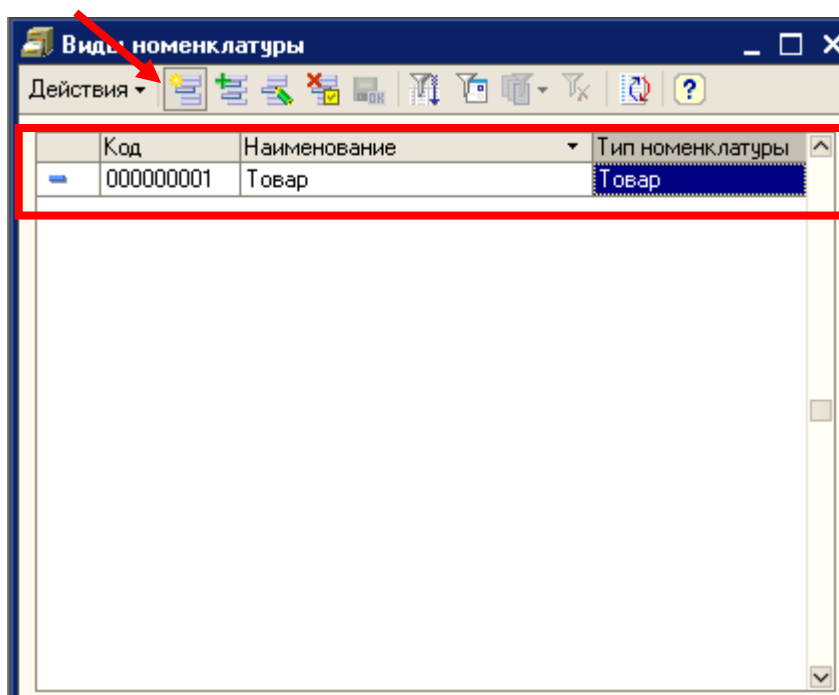 Виды номенклатуры
Действия
Код Наименование Тип номенклатуры
000000001 Товар Товар